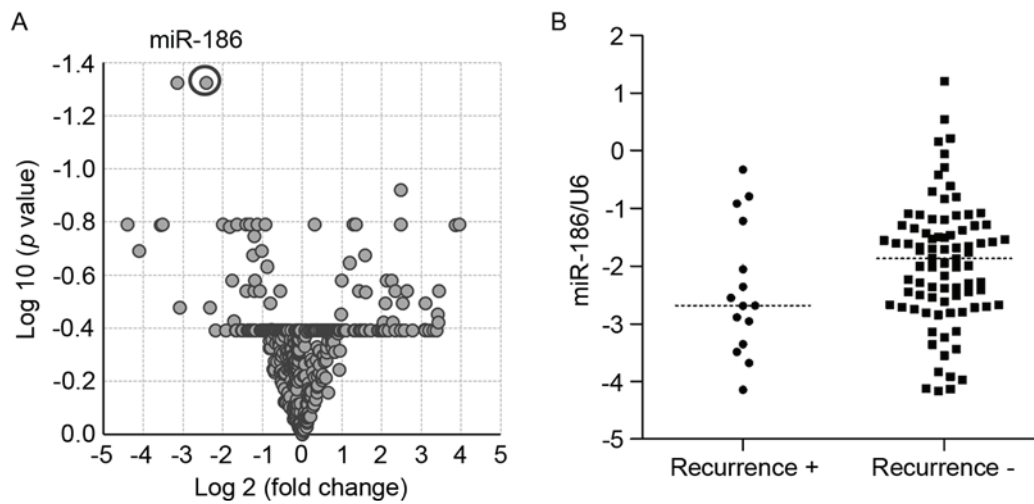 A
miR-186
-1.4
-1.2
-1.0
-0.8
-0.6
-0.4
-0.2
0.0
Log 10 (p value)
-5 -4 -3 -2 -1 0 1 2 3 4 5
Log 2 (fold change)
B
2
1
0
-1
-2
-3
-4
-5
miR-186/U6
Recurrence + Recurrence -